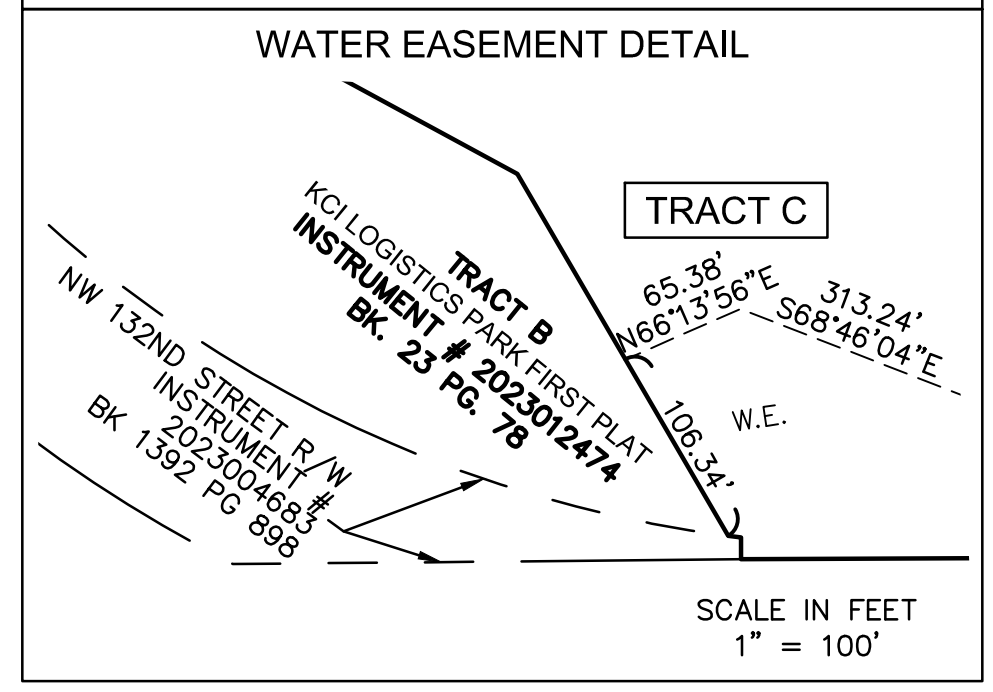 WATER EASEMENT DETAIL
TRACT C
65.38'
N66°13'56"E
313.24'
S68°46'04"E
TRACT B
KCI LOGISTICS PARK FIRST PLAT
INSTRUMENT # 2023012474
BK. 23 PG. 78
106.34'
W.E.
NW 132ND STREET R/W
INSTRUMENT #
2023004683
BK 1392 PG 898
SCALE IN FEET
1" = 100'